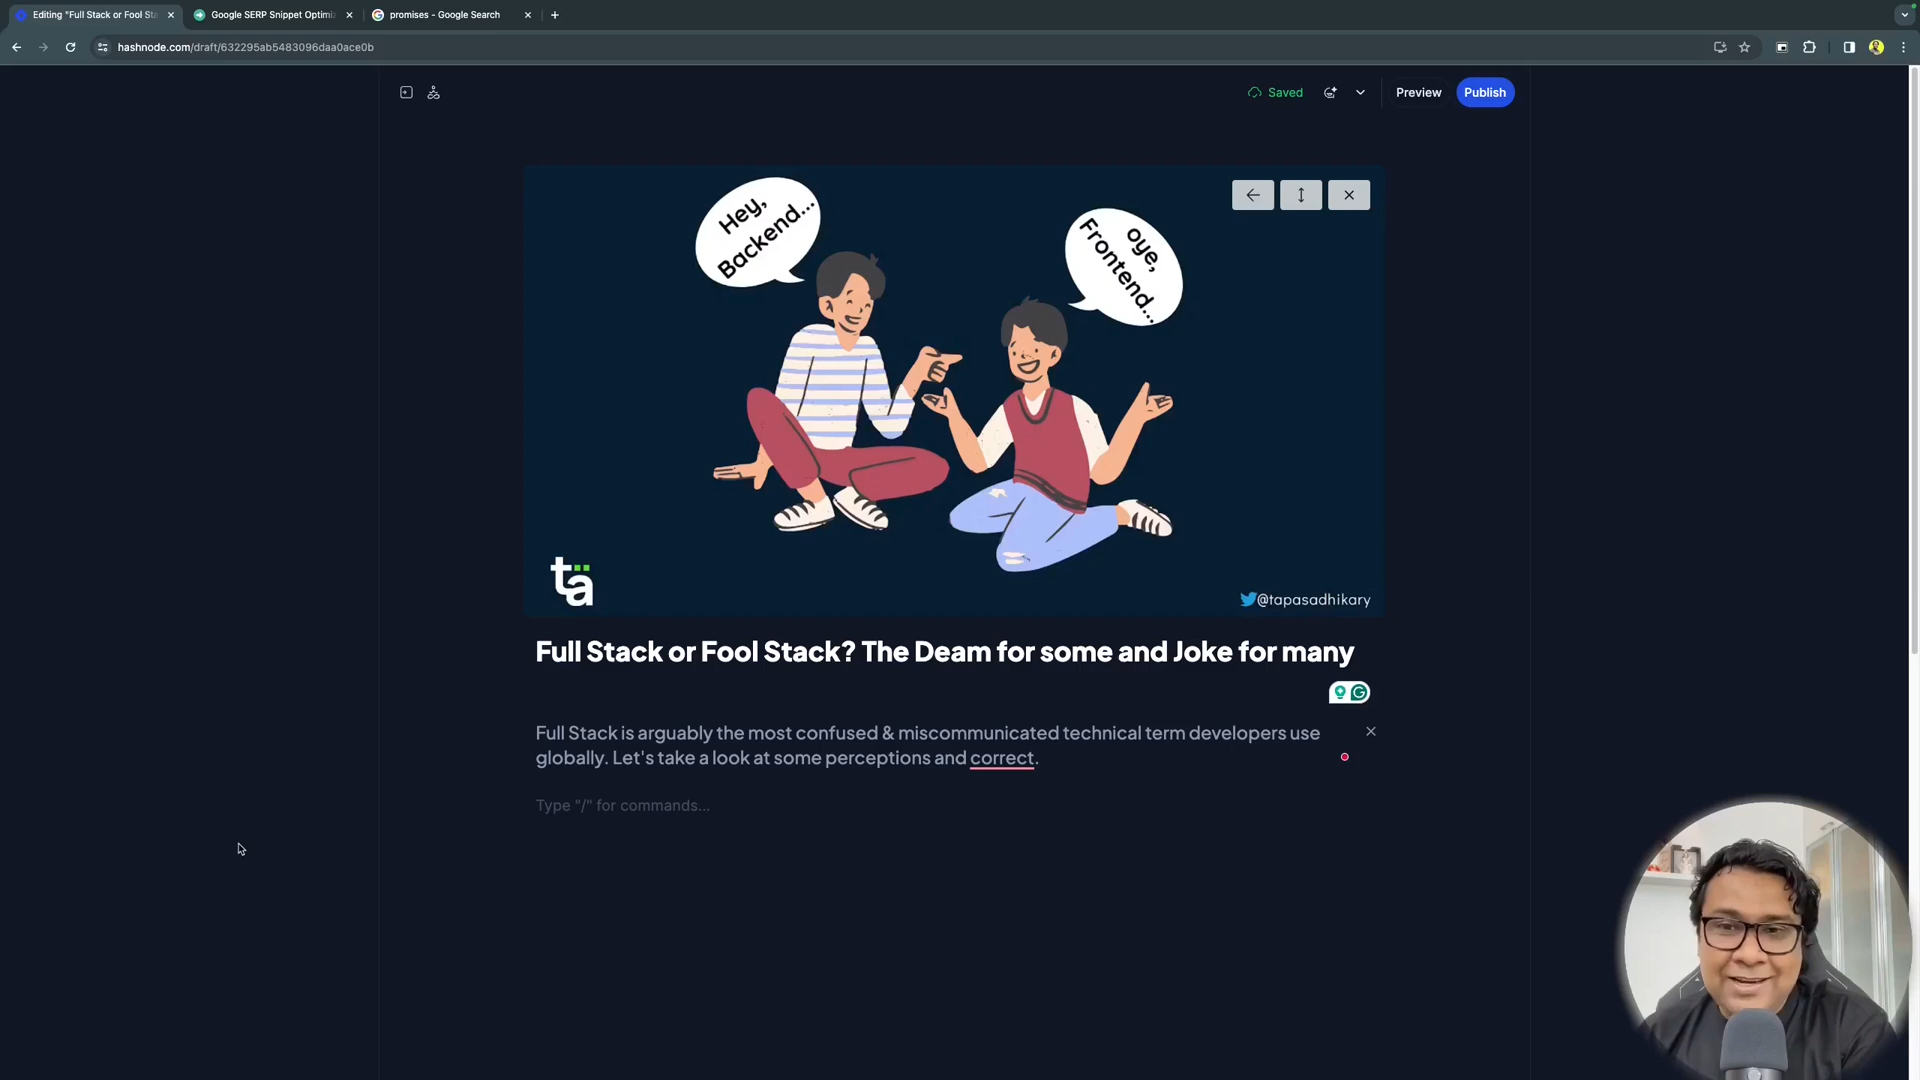 Editing "Full Stack or Fool Sta
Google SERP Snippet Optimiz
promises - Google Search
hashnode.com/draft/632295ab5483096daa0ace0b
Saved
Preview
Publish
Hey,
Backend...
oye,
Frontend...
tä
@tapasadhikary
Full Stack or Fool Stack? The Deam for some and Joke for many
Full Stack is arguably the most confused & miscommunicated technical term developers use
globally. Let's take a look at some perceptions and correct.
Type "/" for commands...